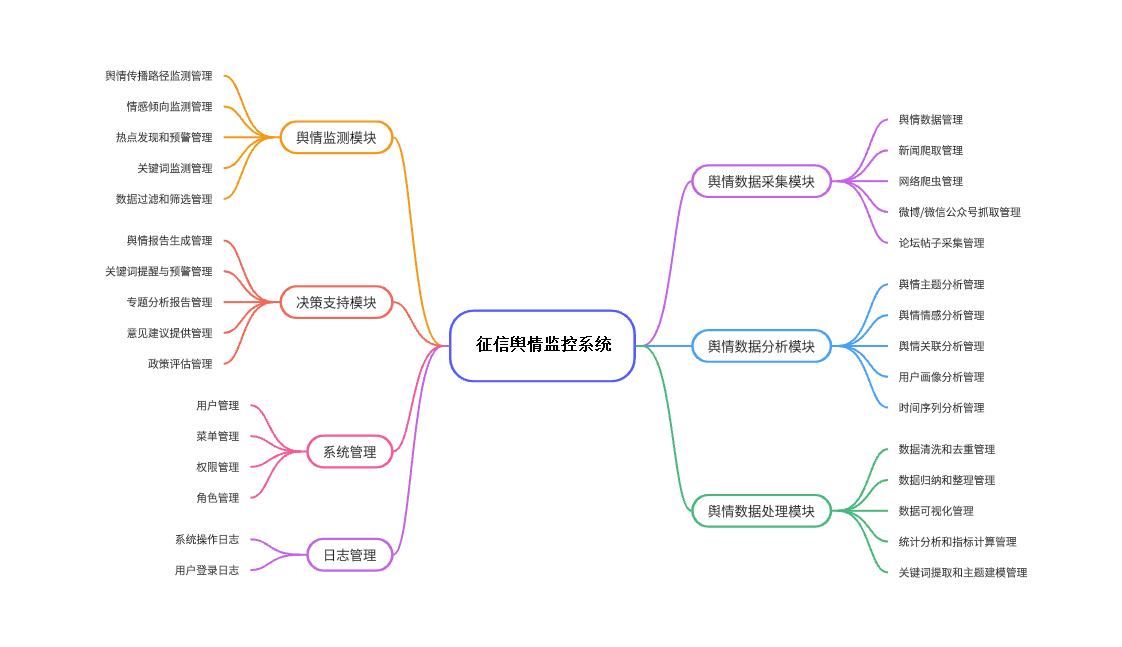 征信舆情监控系统
舆情监测模块
舆情传播路径监测管理
情感倾向监测管理
热点发现和预警管理
关键词监测管理
数据过滤和筛选管理
决策支持模块
舆情报告生成管理
关键词提醒与预警管理
专题分析报告管理
意见建议提供管理
政策评估管理
系统管理
用户管理
菜单管理
权限管理
角色管理
日志管理
系统操作日志
用户登录日志
舆情数据采集模块
舆情数据管理
新闻爬取管理
网络爬虫管理
微博/微信公众号抓取管理
论坛帖子采集管理
舆情数据分析模块
舆情主题分析管理
舆情情感分析管理
舆情关联分析管理
用户画像分析管理
时间序列分析管理
舆情数据处理模块
数据清洗和去重管理
数据归纳和整理管理
数据可视化管理
统计分析和指标计算管理
关键词提取和主题建模管理